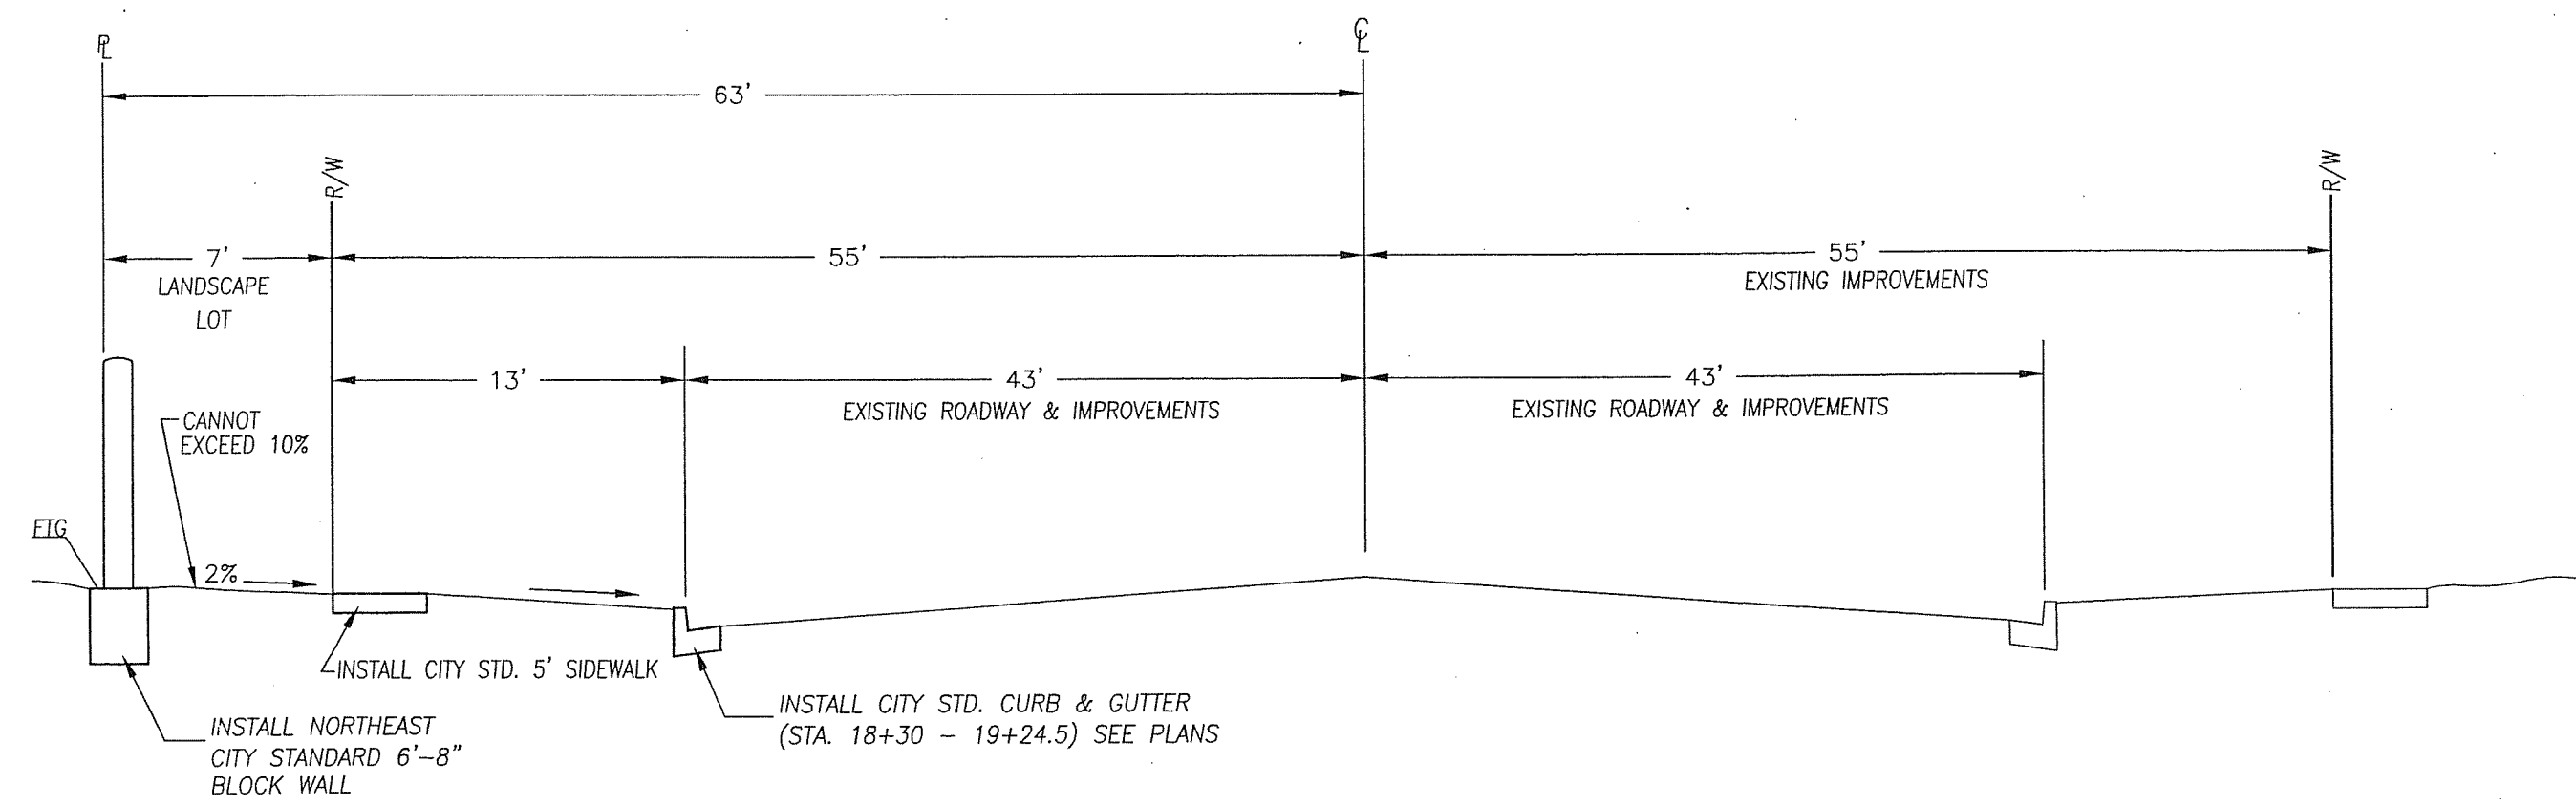 PL
CL
63'
R/W
R/W
7'
LANDSCAPE
LOT
55'
55'
EXISTING IMPROVEMENTS
13'
43'
EXISTING ROADWAY & IMPROVEMENTS
43'
EXISTING ROADWAY & IMPROVEMENTS
CANNOT
EXCEED 10%
FTG
2%
INSTALL CITY STD. 5' SIDEWALK
INSTALL NORTHEAST
CITY STANDARD 6'-8"
BLOCK WALL
INSTALL CITY STD. CURB & GUTTER
(STA. 18+30 - 19+24.5) SEE PLANS